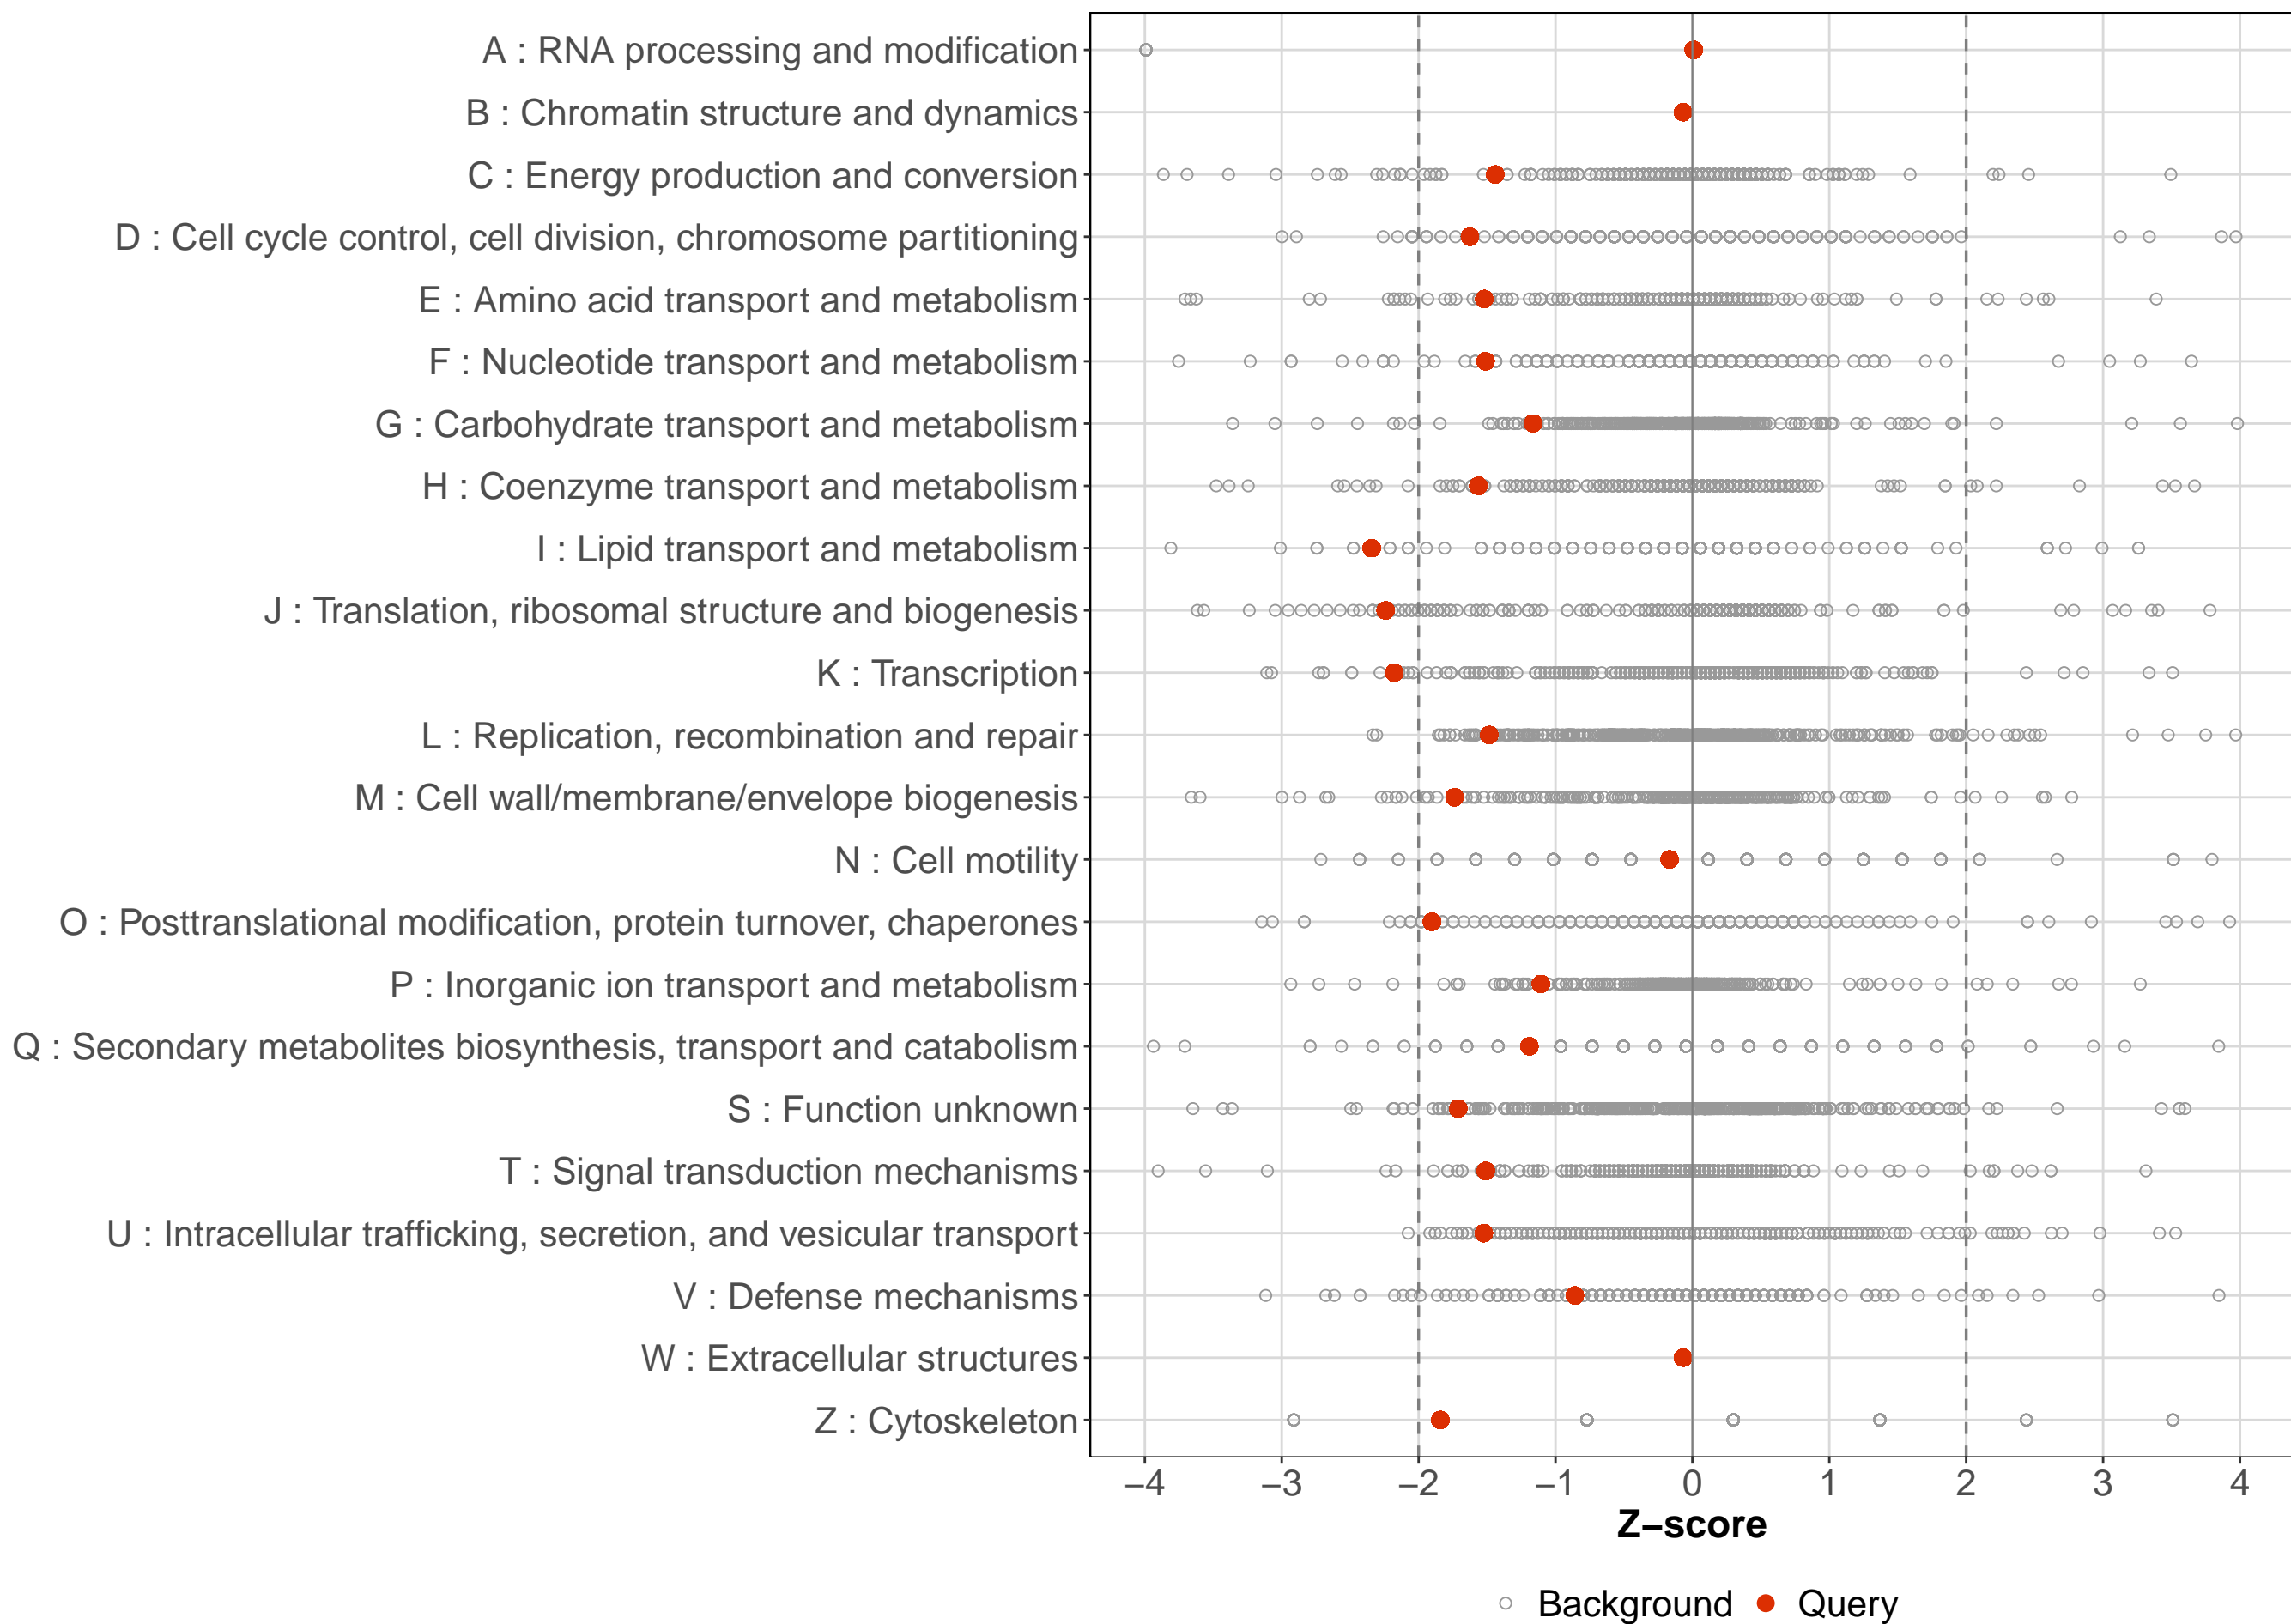 A : RNA processing and modification
B : Chromatin structure and dynamics
C : Energy production and conversion
D : Cell cycle control, cell division, chromosome partitioning
E : Amino acid transport and metabolism
F : Nucleotide transport and metabolism
G : Carbohydrate transport and metabolism
H : Coenzyme transport and metabolism
I : Lipid transport and metabolism
J : Translation, ribosomal structure and biogenesis
K : Transcription
L : Replication, recombination and repair
M : Cell wall/membrane/envelope biogenesis
N : Cell motility
O : Posttranslational modification, protein turnover, chaperones
P : Inorganic ion transport and metabolism
Q : Secondary metabolites biosynthesis, transport and catabolism
S : Function unknown
T : Signal transduction mechanisms
U : Intracellular trafficking, secretion, and vesicular transport
V : Defense mechanisms
W : Extracellular structures
Z : Cytoskeleton
−4 −3 −2 −1 0 1 2 3 4
Z−score
Background Query